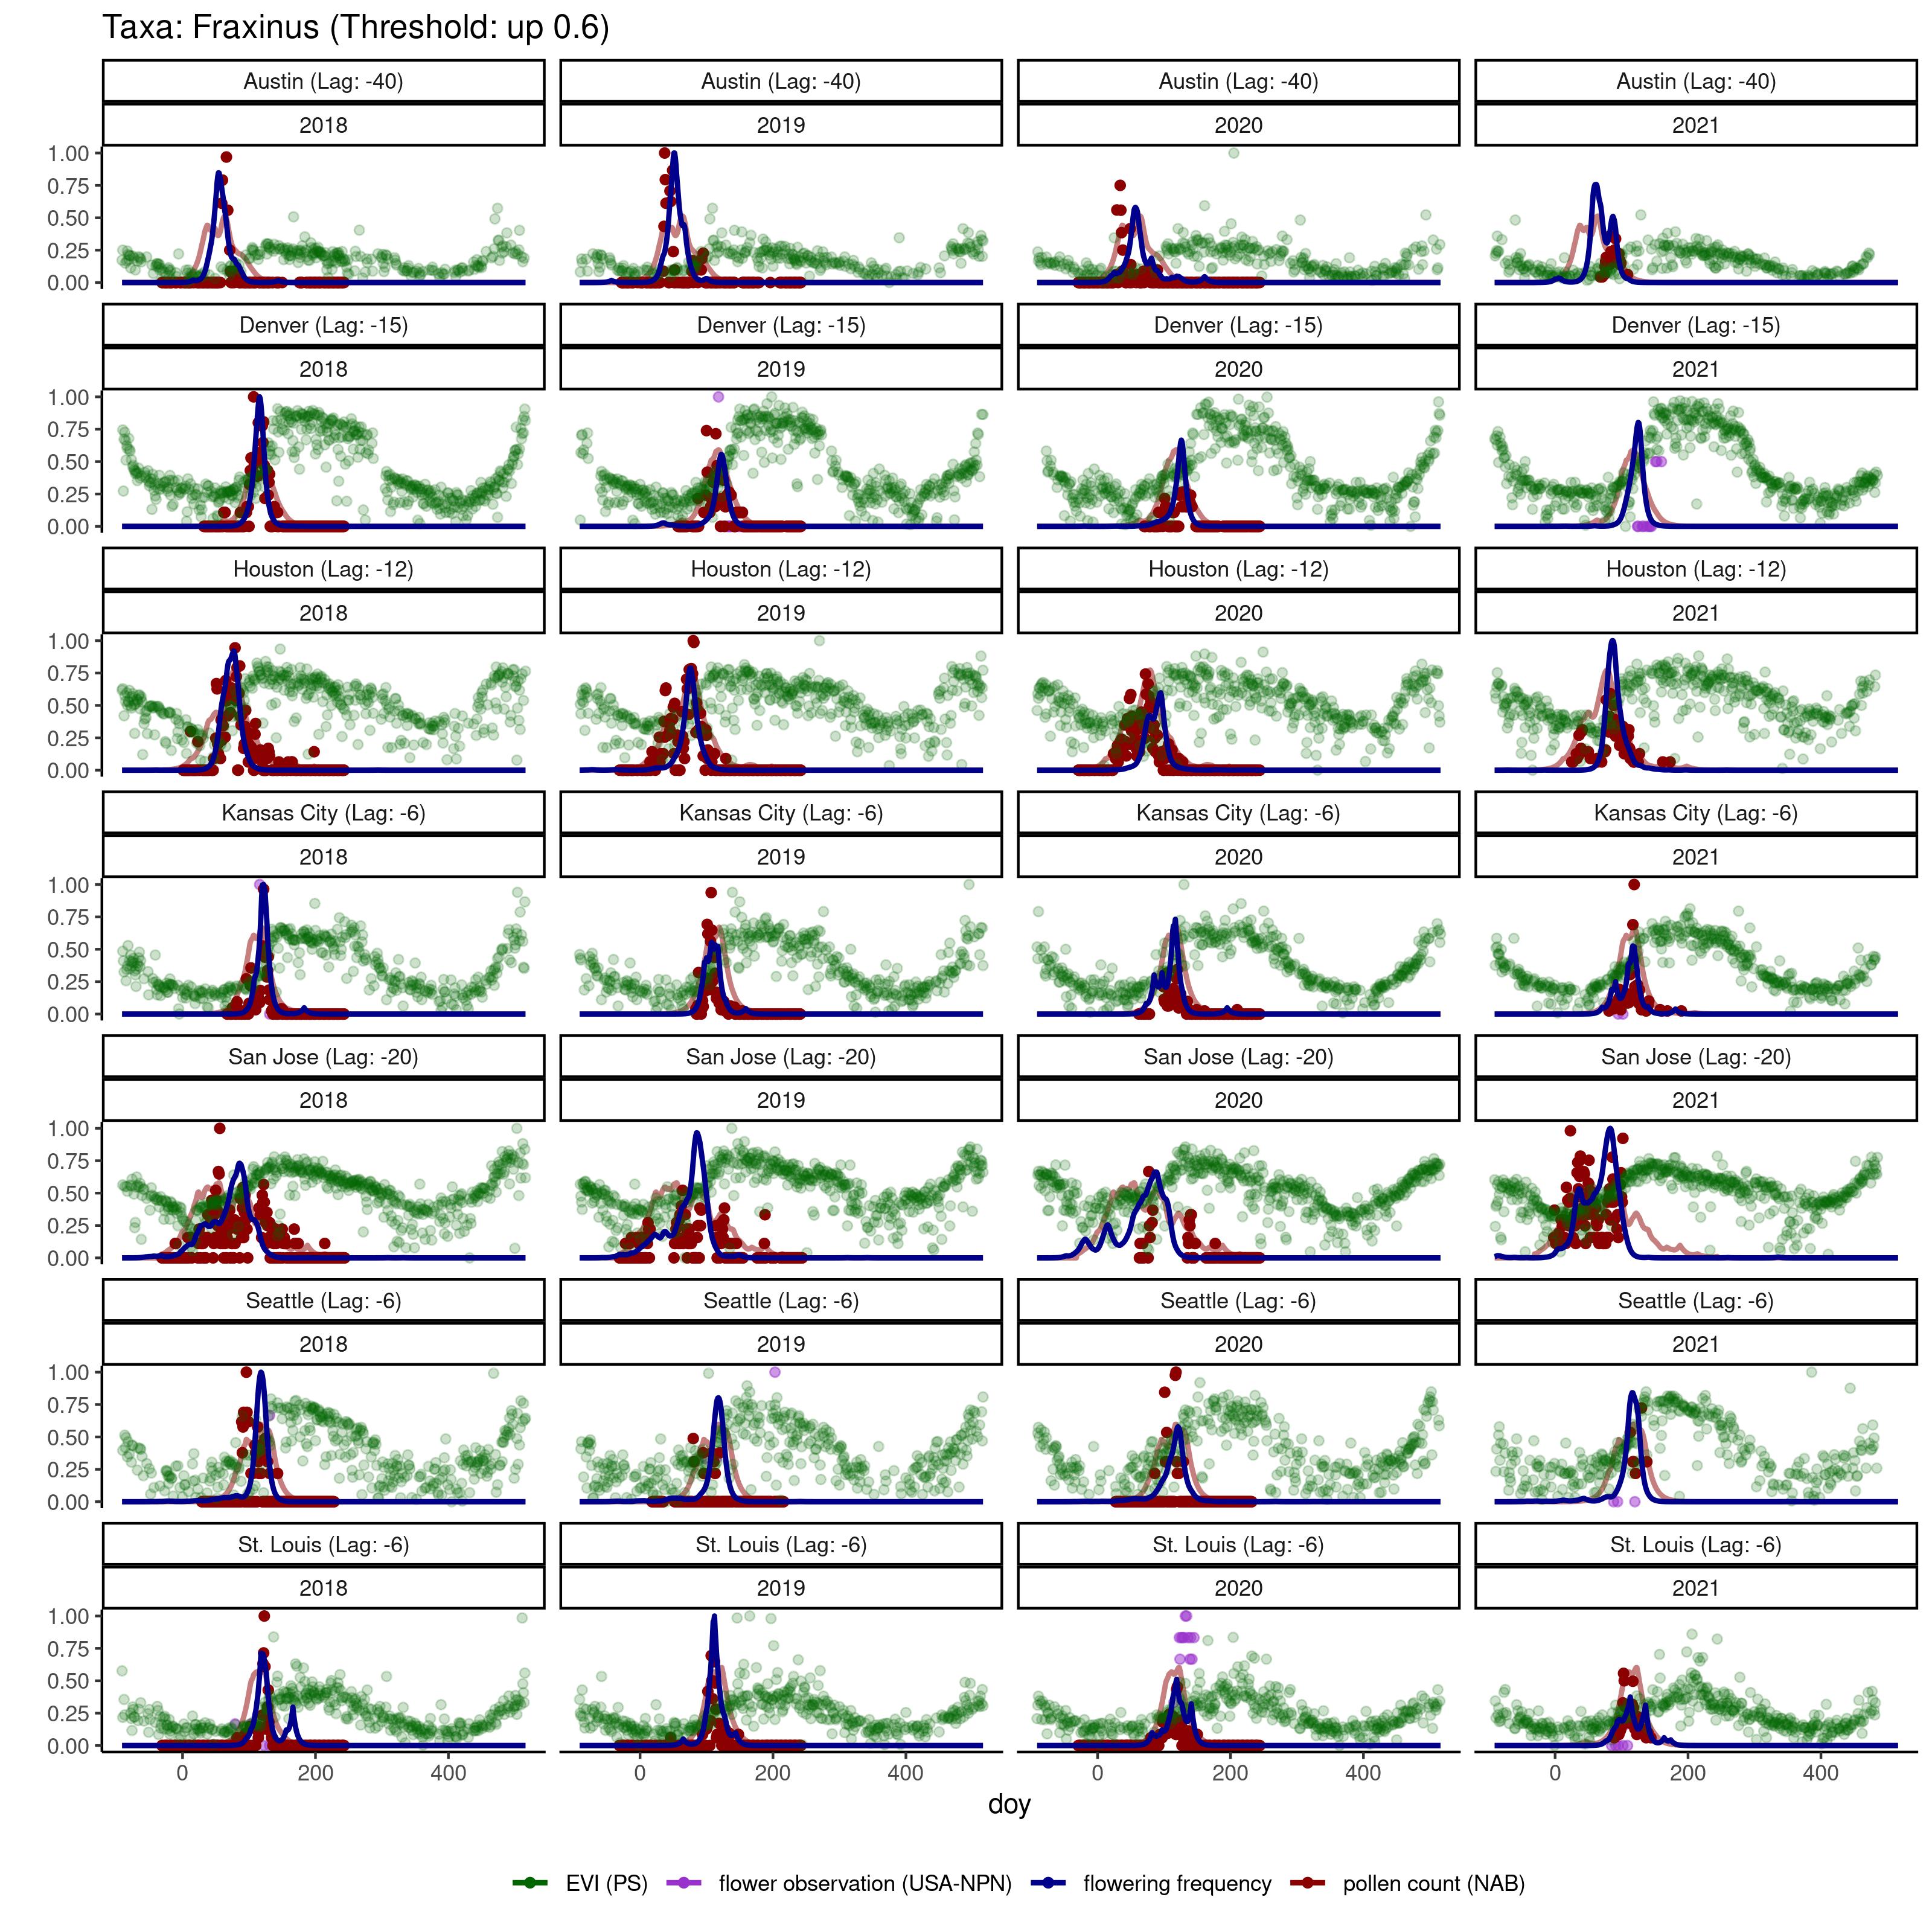 Taxa: Fraxinus (Threshold: up 0.6)
Austin (Lag: -40) Austin (Lag: -40) Austin (Lag: -40) Austin (Lag: -40)
2018 2019 2020 2021
1.00
0.75
0.50
0.25
0.00
Denver (Lag: -15) Denver (Lag: -15) Denver (Lag: -15) Denver (Lag: -15)
2018 2019 2020 2021
1.00
0.75
0.50
0.25
0.00
Houston (Lag: -12) Houston (Lag: -12) Houston (Lag: -12) Houston (Lag: -12)
2018 2019 2020 2021
1.00
0.75
0.50
0.25
0.00
Kansas City (Lag: -6) Kansas City (Lag: -6) Kansas City (Lag: -6) Kansas City (Lag: -6)
2018 2019 2020 2021
1.00
0.75
0.50
0.25
0.00
San Jose (Lag: -20) San Jose (Lag: -20) San Jose (Lag: -20) San Jose (Lag: -20)
2018 2019 2020 2021
1.00
0.75
0.50
0.25
0.00
Seattle (Lag: -6) Seattle (Lag: -6) Seattle (Lag: -6) Seattle (Lag: -6)
2018 2019 2020 2021
1.00
0.75
0.50
0.25
0.00
St. Louis (Lag: -6) St. Louis (Lag: -6) St. Louis (Lag: -6) St. Louis (Lag: -6)
2018 2019 2020 2021
1.00
0.75
0.50
0.25
0.00
0 200 400 0 200 400 0 200 400 0 200 400
doy
EVI (PS) flower observation (USA-NPN) flowering frequency pollen count (NAB)